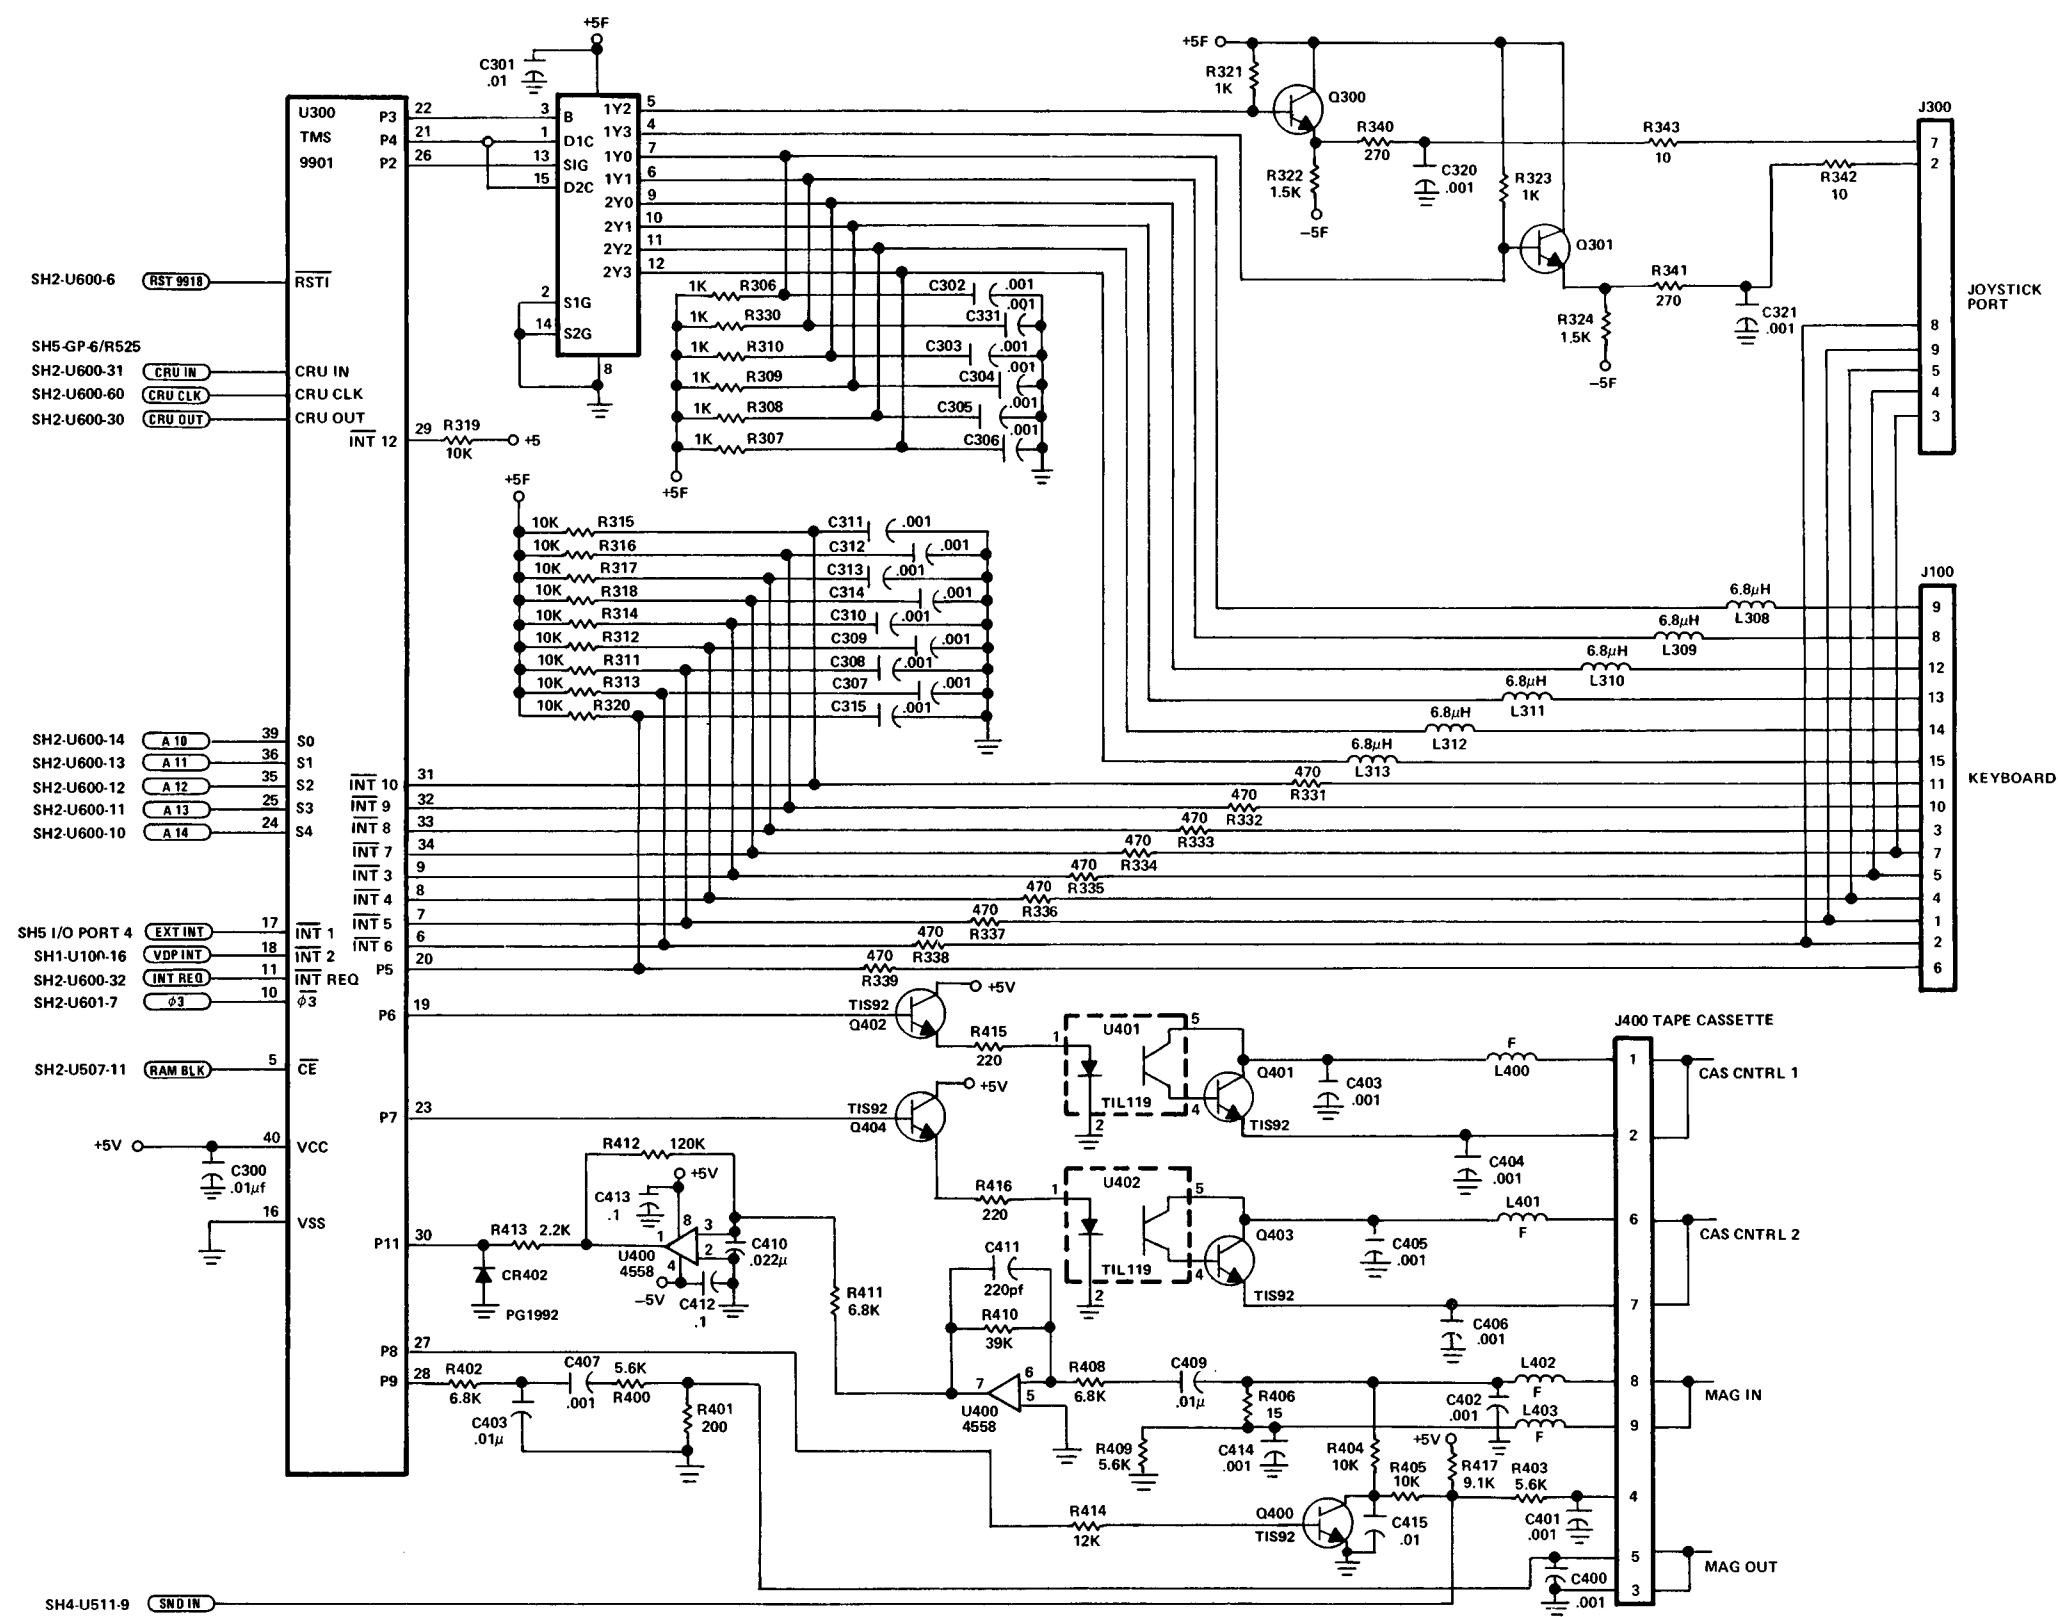 +5F
C301
.01
U300
TMS
9901
P3 22
P4 21
P2 26
3 B
1 D1C
13 SIG
15 D2C
1Y2 5
1Y3 4
1Y0 7
1Y1 6
2Y0 9
2Y1 10
2Y2 11
2Y3 12
2 S1G
14 S2G
8
+5F
R321
1K
Q300
R340
270
R322
1.5K
-5F
C320
.001
R343
10
R323
1K
Q301
R341
270
R324
1.5K
-5F
C321
.001
R342
10
J300
7
2
8
9
5
4
3
JOYSTICK
PORT
SH2-U600-6 RST 9918 RSTI
SH5-GP-6/R525
SH2-U600-31 CRU IN CRU IN
SH2-U600-60 CRU CLK CRU CLK
SH2-U600-30 CRU OUT CRU OUT
INT 12 29 R319
10K
+5
1K R306 C302 .001
1K R330 C331 .001
1K R310 C303 .001
1K R309 C304 .001
1K R308 C305 .001
1K R307 C306 .001
+5F
+5F
10K R315 C311 .001
10K R316 C312 .001
10K R317 C313 .001
10K R318 C314 .001
10K R314 C310 .001
10K R312 C309 .001
10K R311 C308 .001
10K R313 C307 .001
10K R320 C315 .001
J100
6.8μH L308 9
6.8μH L309 8
6.8μH L310 12
6.8μH L311 13
6.8μH L312 14
6.8μH L313 15
KEYBOARD
SH2-U600-14 A 10 39 S0
SH2-U600-13 A 11 36 S1
SH2-U600-12 A 12 35 S2
SH2-U600-11 A 13 25 S3
SH2-U600-10 A 14 24 S4
INT 10 31 470 R331 11
INT 9 32 470 R332 10
INT 8 33 470 R333 3
INT 7 34 470 R334 7
INT 3 9 470 R335 5
INT 4 8 470 R336 4
INT 5 7 470 R337 1
INT 6 6 470 R338 2
P5 20 470 R339 6
SH5 I/O PORT 4 EXT INT 17 INT 1
SH1-U100-16 VDP INT 18 INT 2
SH2-U600-32 INT REQ 11 INT REQ
SH2-U601-7 φ3 10 φ3
SH2-U507-11 RAM BLK 5 CE
+5V 40 VCC
C300
.01μf
16 VSS
P6 19
TIS92
Q402
+5V
R415
220
1 U401 5
TIL119 4
2
Q401
TIS92
C403
.001
F
L400
C404
.001
J400 TAPE CASSETTE
1
2
CAS CNTRL 1
P7 23
TIS92
Q404
+5V
R416
220
1 U402 5
TIL119 4
2
Q403
TIS92
C405
.001
L401
F
C406
.001
6
7
CAS CNTRL 2
P11 30
R413 2.2K
CR402
PG1992
R412 120K
+5V
C413
.1
8
3
1
2
4
U400
4558
C410
.022μ
-5V
C412
.1
R411
6.8K
C411
220pf
R410
39K
7
6
5
U400
4558
R408
6.8K
C409
.01μ
R406
15
R409
5.6K
C414
.001
C402
.001
L402
F
L403
F
8
9
MAG IN
P8 27
P9 28
R402
6.8K
C403
.01μ
C407
.001
5.6K
R400
R401
200
R414
12K
Q400
TIS92
R404
10K
R405
10K
C415
.01
+5V
R417
9.1K
R403
5.6K
C401
.001
4
5
3
C400
.001
MAG OUT
SH4-U511-9 SND IN